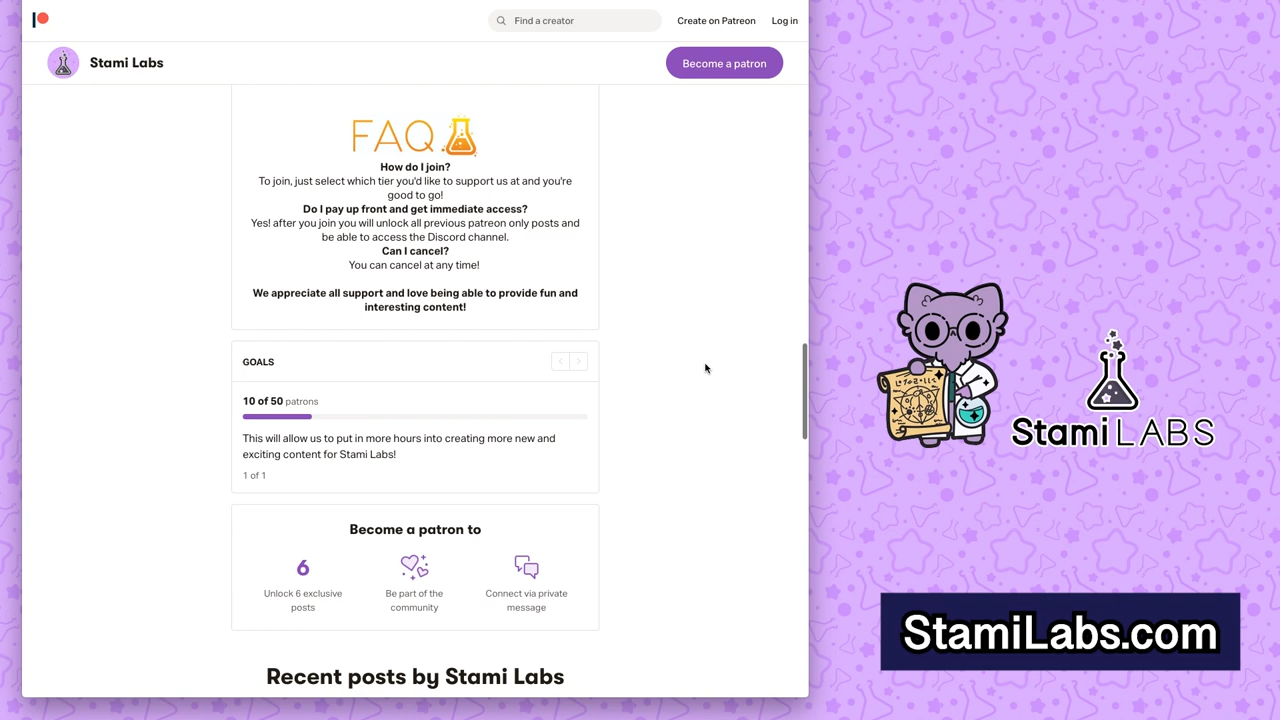 Find a creator
Create on Patreon
Log in
Stami Labs
Become a patron
FAQ
How do I join?
To join, just select which tier you'd like to support us at and you're
good to go!
Do I pay up front and get immediate access?
Yes! after you join you will unlock all previous patreon only posts and
be able to access the Discord channel.
Can I cancel?
You can cancel at any time!
We appreciate all support and love being able to provide fun and
interesting content!
GOALS
10 of 50 patrons
This will allow us to put in more hours into creating more new and
exciting content for Stami Labs!
1 of 1
Become a patron to
6
Unlock 6 exclusive
posts
Be part of the
community
Connect via private
message
Recent posts by Stami Labs
Stami LABS
StamiLabs.com